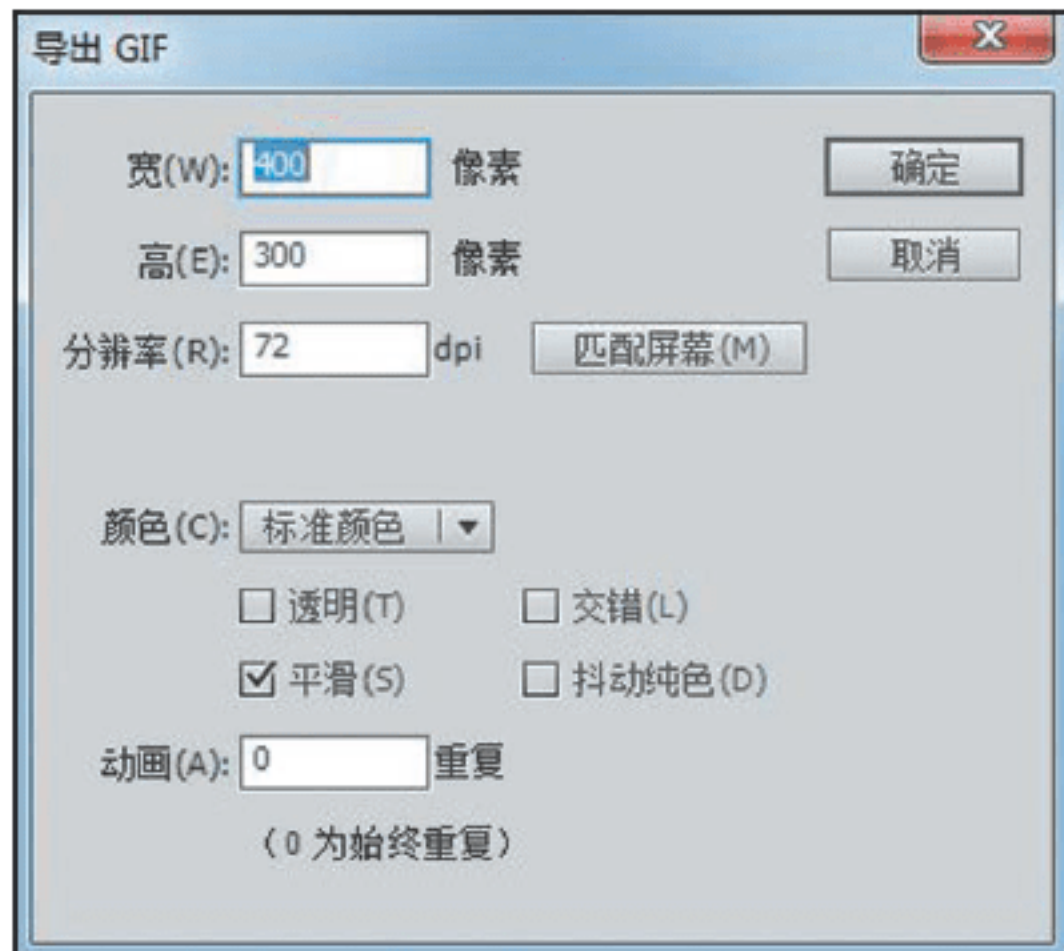 导出 GIF
宽(W): 400 像素 确定
高(E): 300 像素 取消
分辨率(R): 72 dpi 匹配屏幕(M)
颜色(C): 标准颜色
透明(T) 交错(L)
平滑(S) 抖动纯色(D)
动画(A): 0 重复
(0 为始终重复)